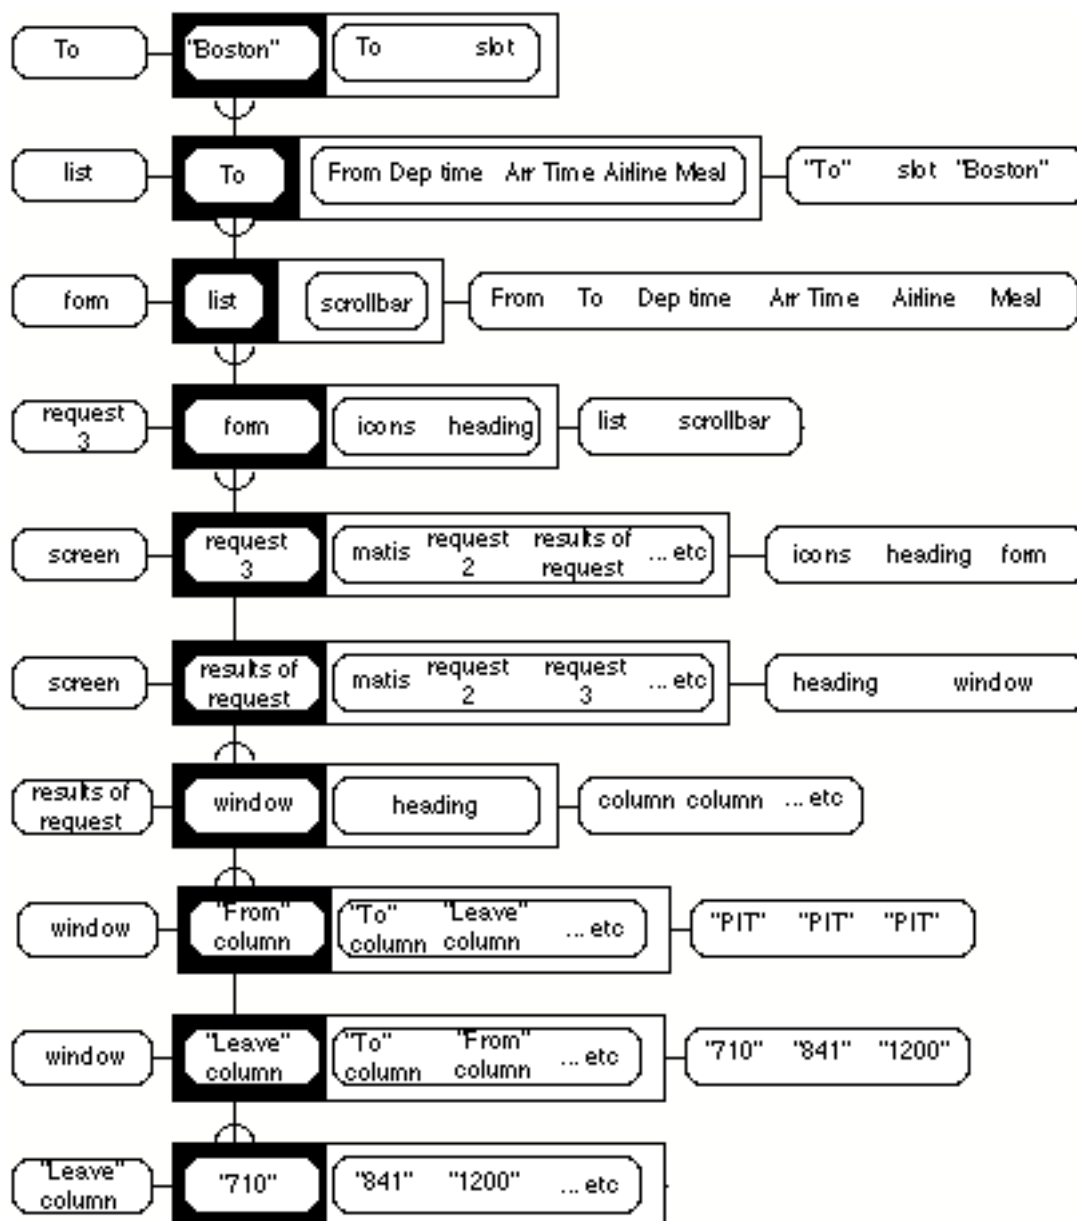 To "Boston" To slot
list To From Dep time Arr Time Airline Meal "To" slot "Boston"
form list scrollbar From To Dep time Arr Time Airline Meal
request 3 form icons heading list scrollbar
screen request 3 matis request 2 results of request ... etc icons heading form
screen results of request matis request 2 request 3 ... etc heading window
results of request window heading column column ... etc
window "From" column "To" column "Leave" column ... etc "PIT" "PIT" "PIT"
window "Leave" column "To" column "From" column ... etc "710" "841" "1200"
"Leave" column "710" "841" "1200" ... etc